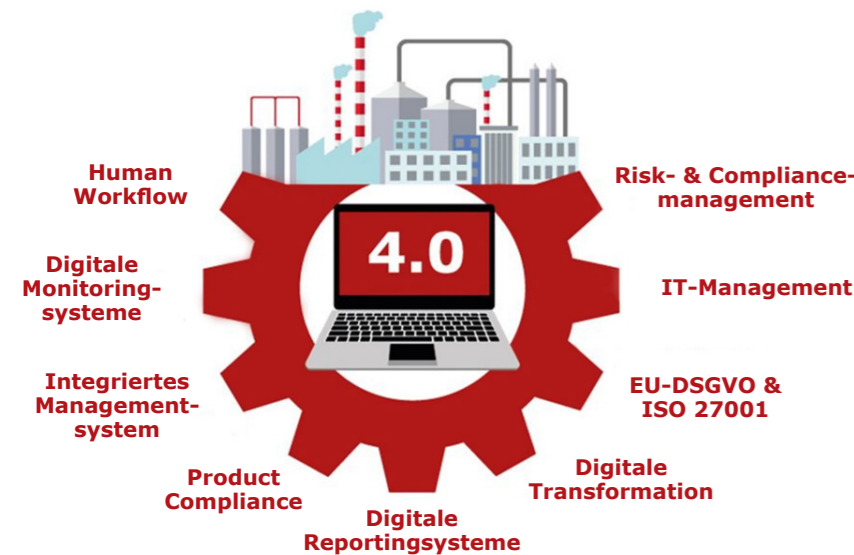 Human
Workflow
Risk- & Compliance-
management
4.0
Digitale
Monitoring-
systeme
IT-Management
Integriertes
Management-
system
EU-DSGVO &
ISO 27001
Product
Compliance
Digitale
Transformation
Digitale
Reportingsysteme